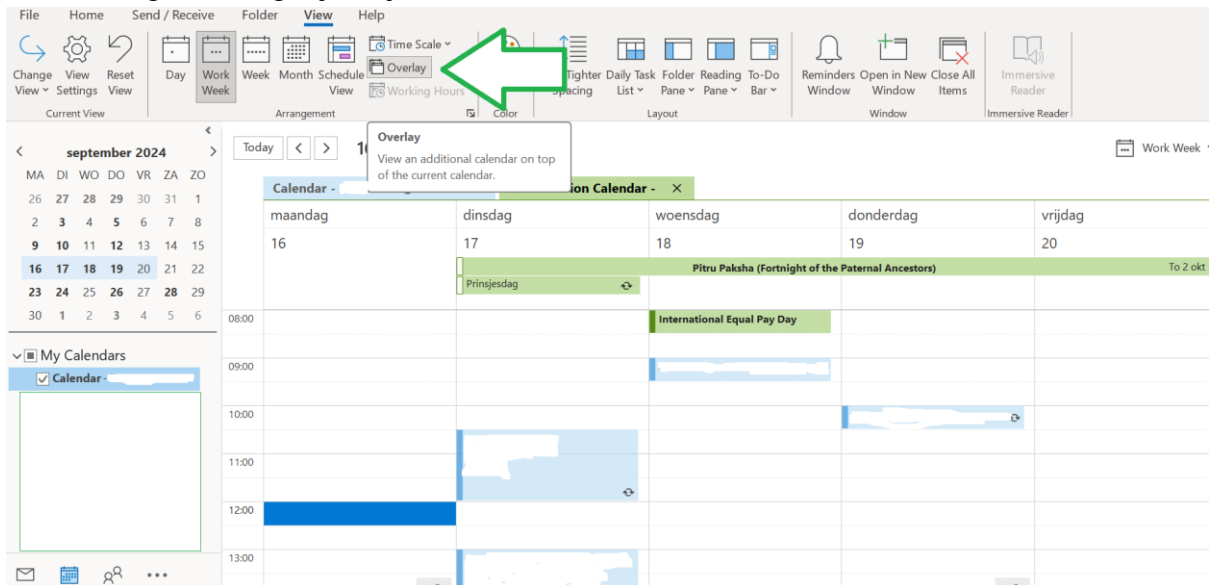 File Home Send / Receive Folder View Help
Change View Settings View Reset View Day Work Week Week Month Schedule View Time Scale
Overlay
Working Hours
Tighter Spacing Daily Task List Folder Pane Reading Pane To-Do Bar Reminders Window Open in New Window Close All Items Immersive Reader
Current View Arrangement Color Layout Window Immersive Reader
Overlay
View an additional calendar on top
of the current calendar.
september 2024
MA DI WO DO VR ZA ZO
26 27 28 29 30 31 1
2 3 4 5 6 7 8
9 10 11 12 13 14 15
16 17 18 19 20 21 22
23 24 25 26 27 28 29
30 1 2 3 4 5 6
My Calendars
Calendar -
Today
Work Week
Calendar - Calendar -
maandag dinsdag woensdag donderdag vrijdag
16 17 18 19 20
Pitru Paksha (Fortnight of the Paternal Ancestors) To 2 okt
Prinsjesdag
08:00 International Equal Pay Day
09:00
10:00
11:00
12:00
13:00